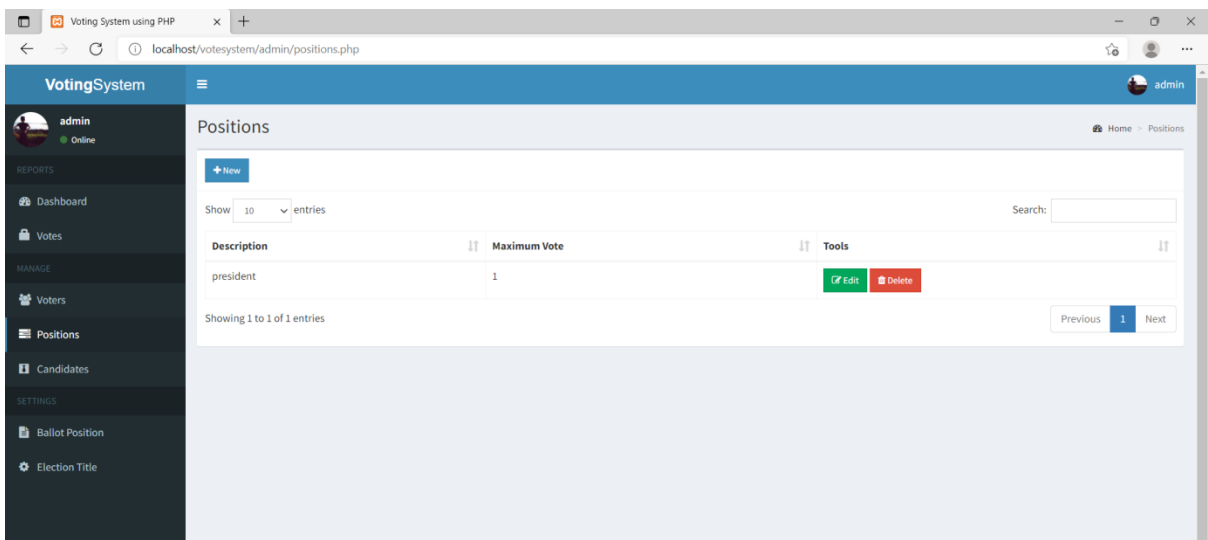 Voting System using PHP
localhost/votesystem/admin/positions.php
VotingSystem
admin
admin
Online
Positions
Home > Positions
REPORTS
New
Dashboard
Show 10 entries
Search:
Votes
Description Maximum Vote Tools
MANAGE
president 1 Edit Delete
Voters
Showing 1 to 1 of 1 entries
Previous 1 Next
Positions
Candidates
SETTINGS
Ballot Position
Election Title